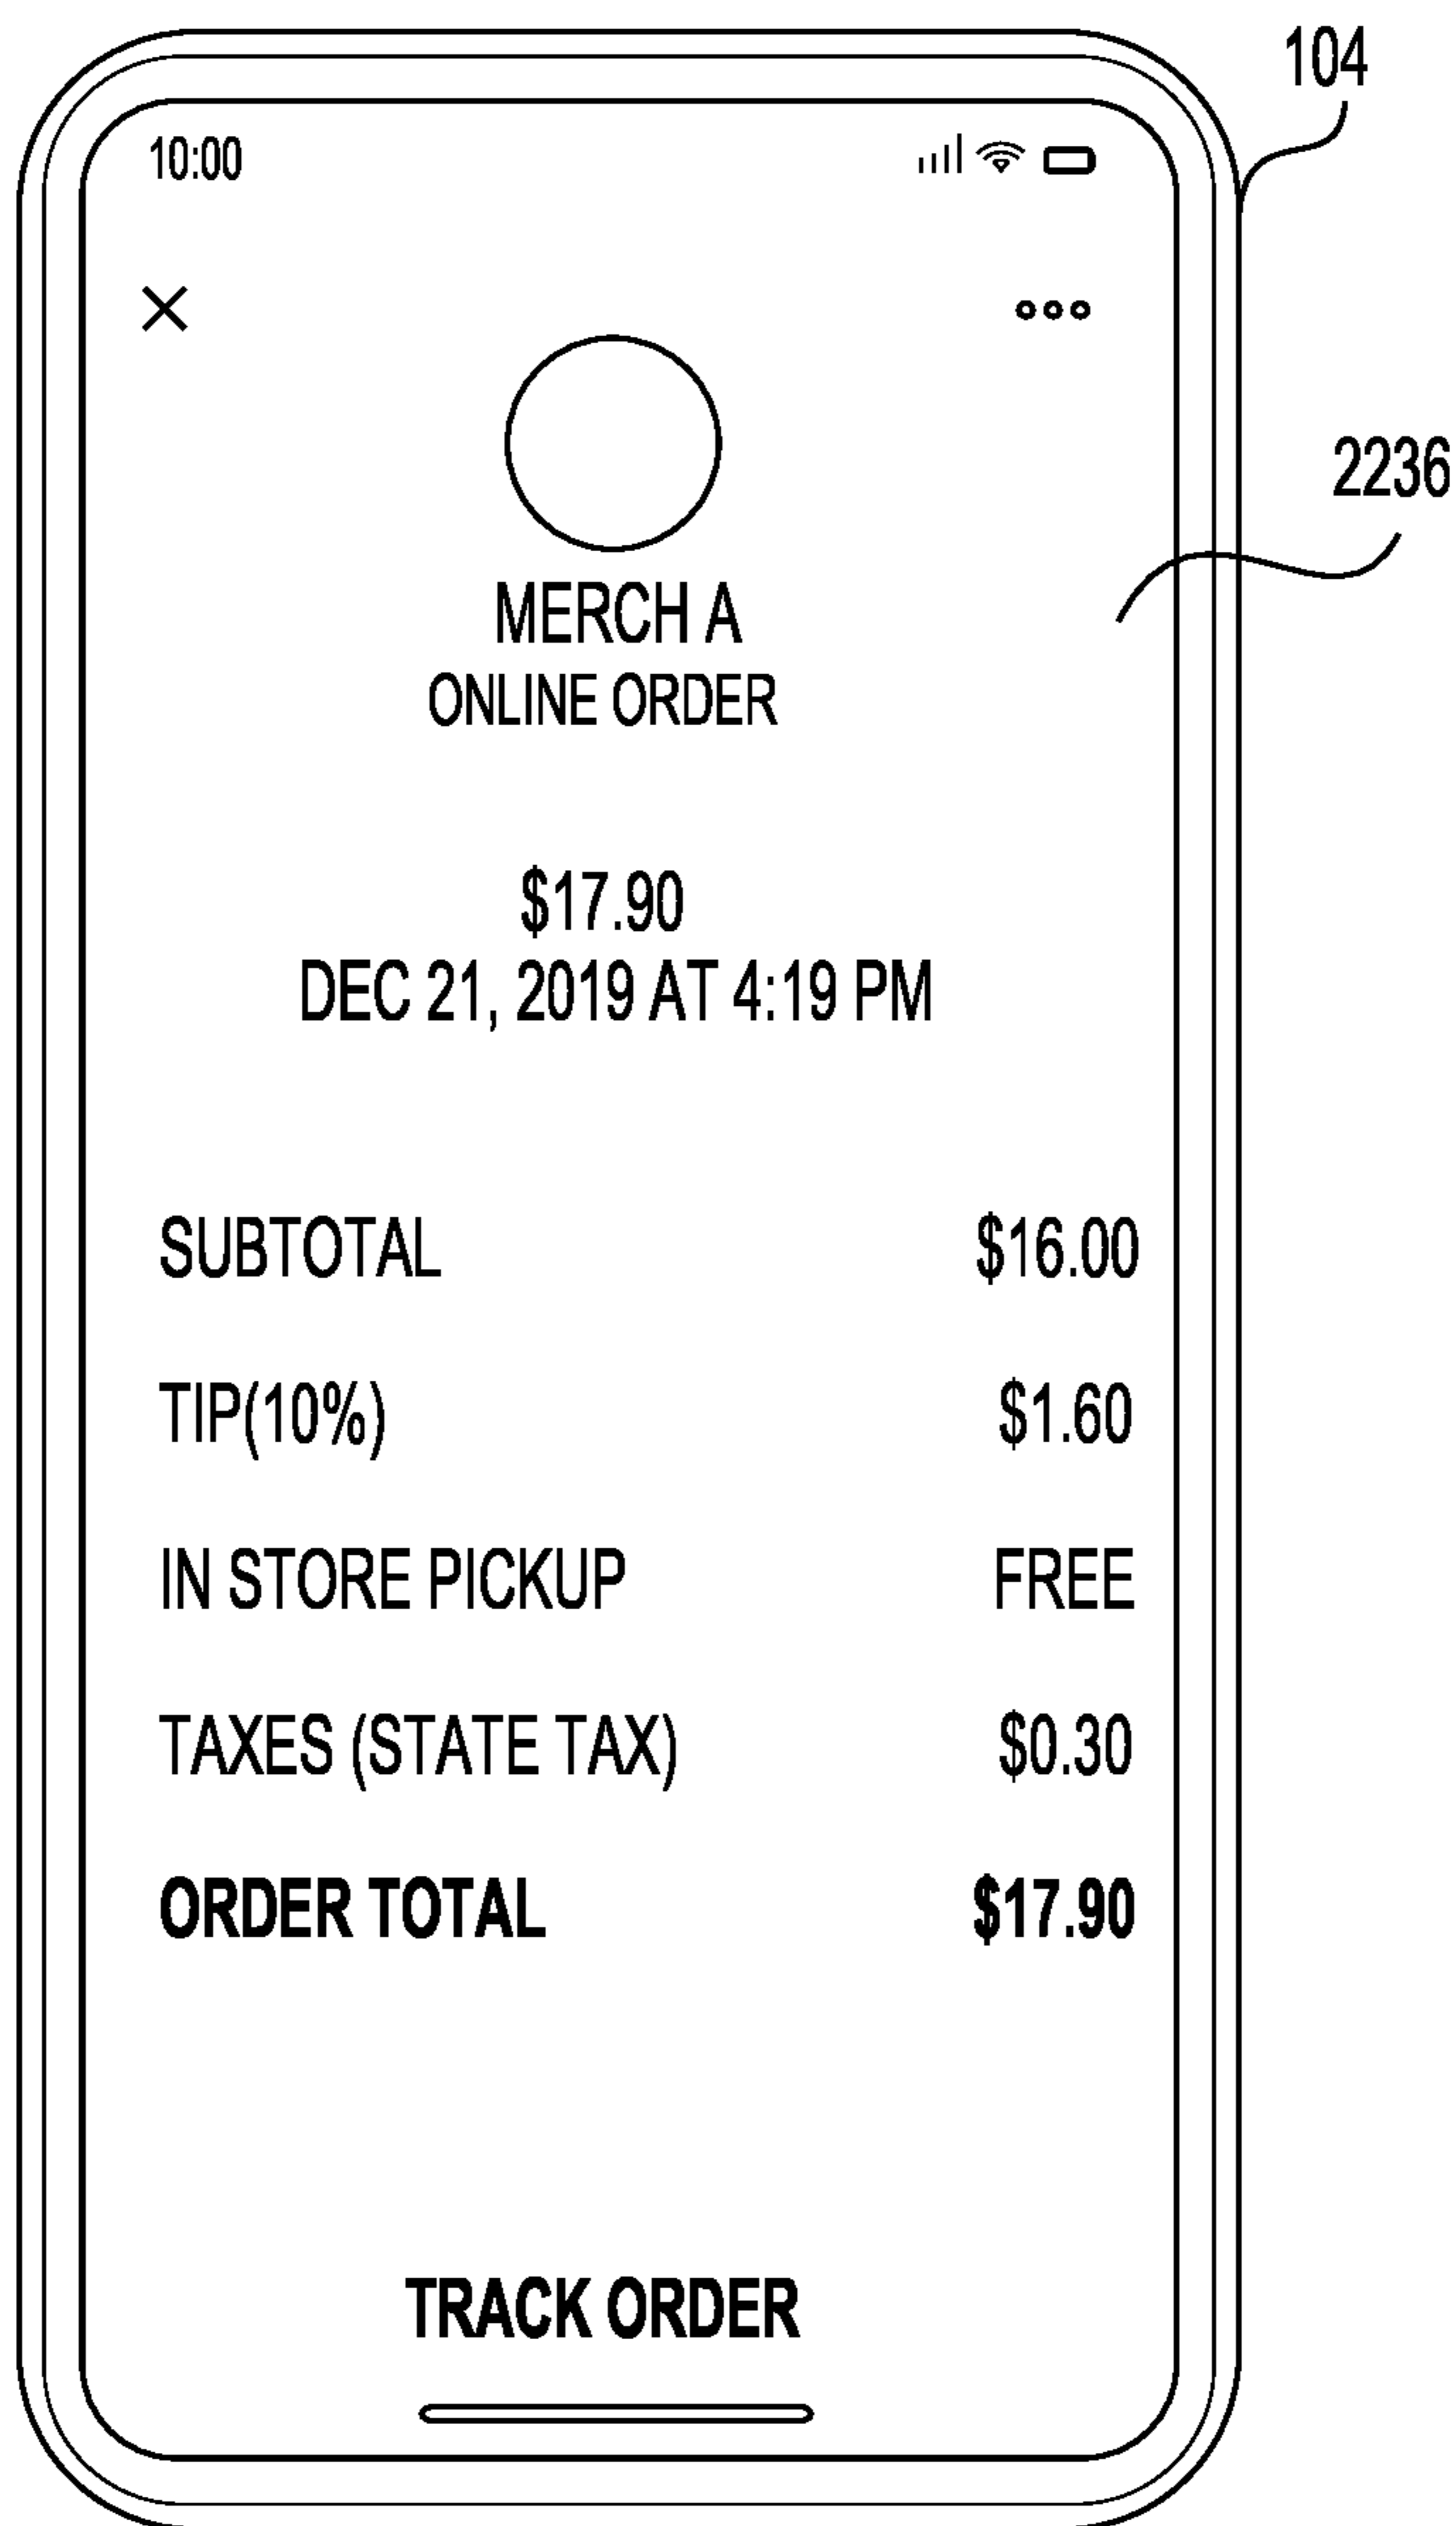 104
10:00
2236
MERCH A
ONLINE ORDER
$17.90
DEC 21, 2019 AT 4:19 PM
SUBTOTAL $16.00
TIP(10%) $1.60
IN STORE PICKUP FREE
TAXES (STATE TAX) $0.30
ORDER TOTAL $17.90
TRACK ORDER